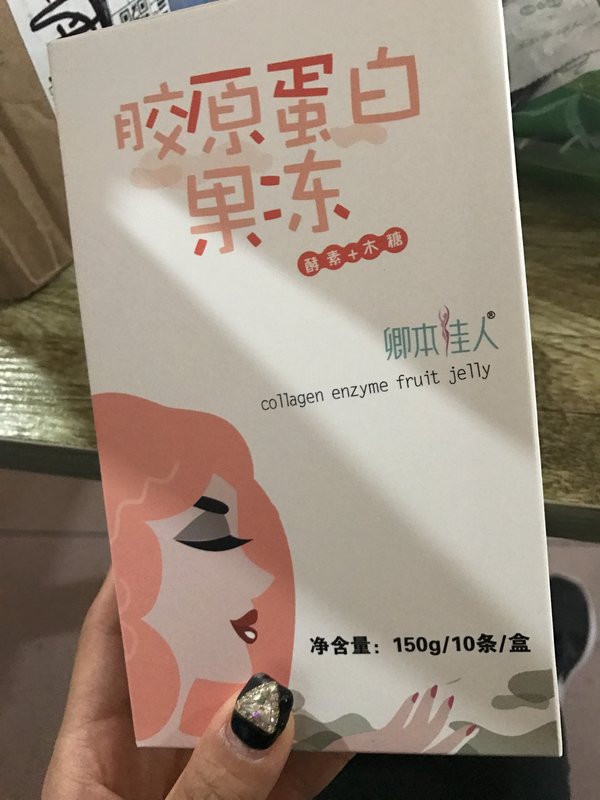 胶原蛋白
果冻
酵素+木糖
卿本佳人®
collagen enzyme fruit jelly
净含量：150g/10条/盒